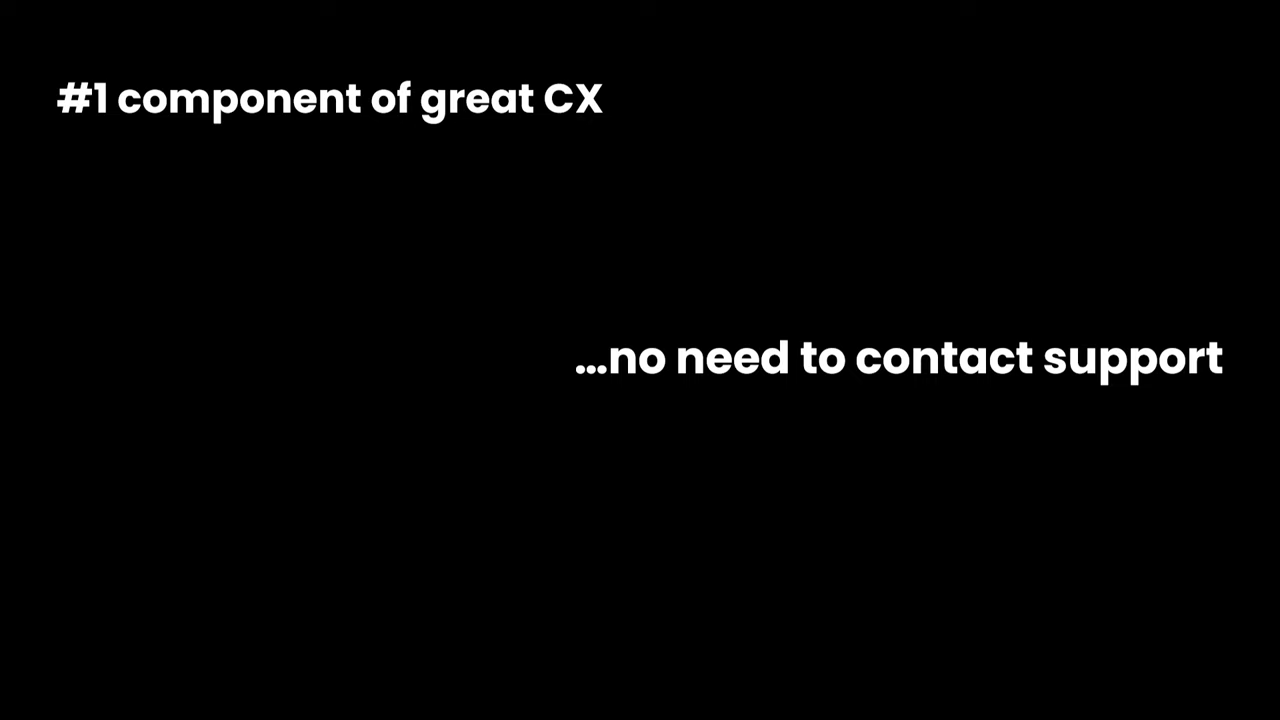 #1 component of great CX
...no need to contact support